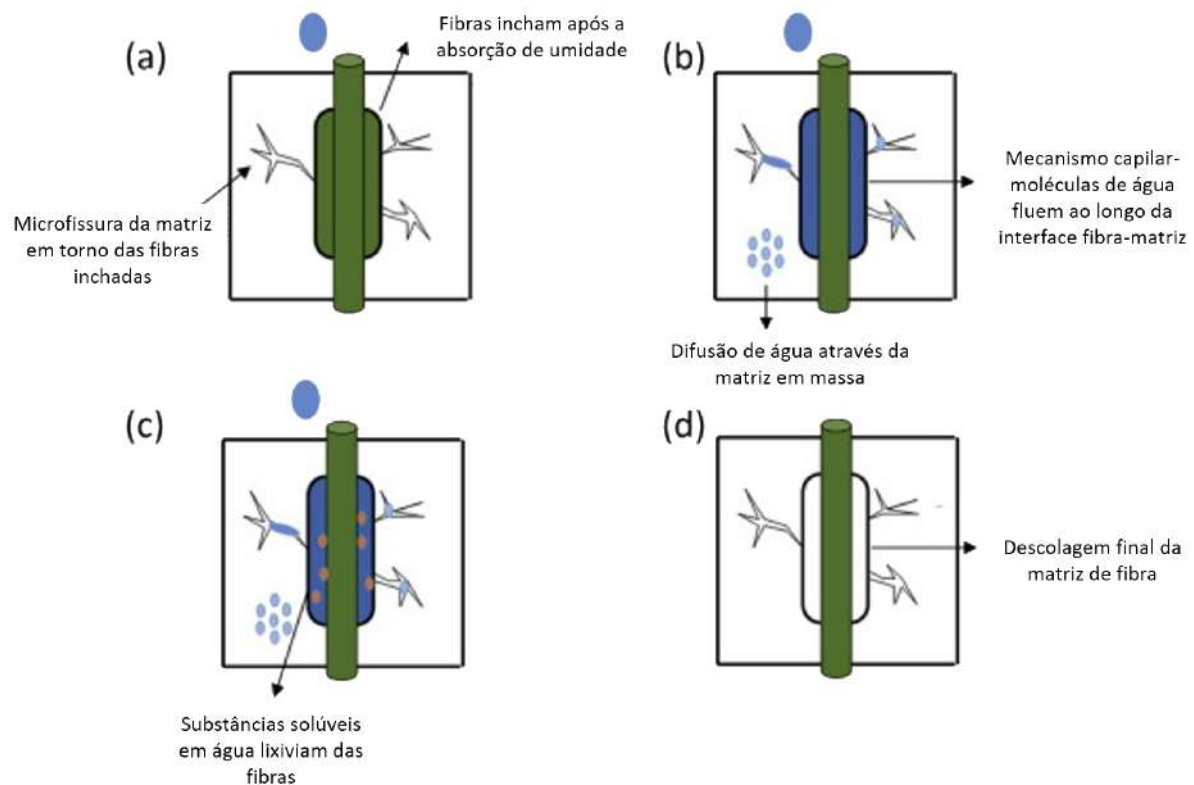 (a)
Fibras incham após a
absorção de umidade
Microfissura da matriz
em torno das fibras
inchadas
(b)
Mecanismo capilar-
moléculas de água
fluem ao longo da
interface fibra-matriz
Difusão de água através da
matriz em massa
(c)
Substâncias solúveis
em água lixiviam das
fibras
(d)
Descolagem final da
matriz de fibra